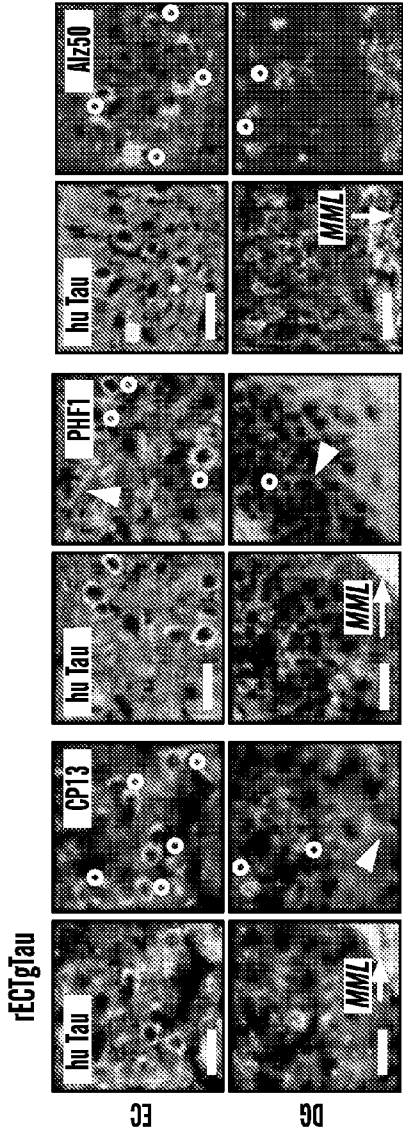 rECTgTau
hu Tau
CP13
hu Tau
PHF1
hu Tau
Alz50
EC
MML
MML
MML
DG